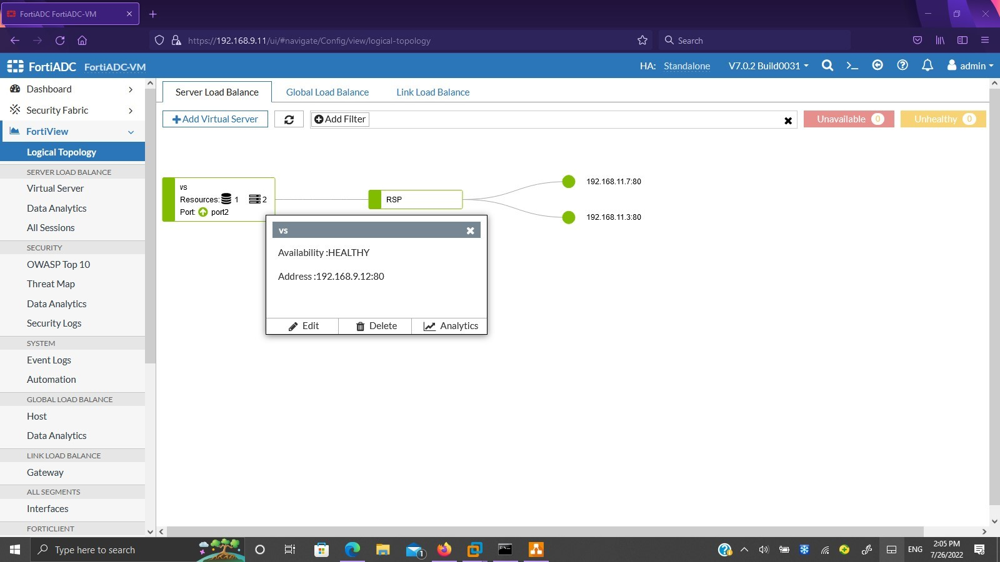 FortiADC FortiADC-VM
https://192.168.9.11/ui/#navigate/Config/view/logical-topology
Search
FortiADC FortiADC-VM
HA: Standalone V7.0.2 Build0031 admin
Dashboard
Security Fabric
FortiView
Logical Topology
SERVER LOAD BALANCE
Virtual Server
Data Analytics
All Sessions
SECURITY
OWASP Top 10
Threat Map
Data Analytics
Security Logs
SYSTEM
Event Logs
Automation
GLOBAL LOAD BALANCE
Host
Data Analytics
LINK LOAD BALANCE
Gateway
ALL SEGMENTS
Interfaces
FORTICLIENT
Server Load Balance Global Load Balance Link Load Balance
Add Virtual Server Add Filter Unavailable 0 Unhealthy 0
vs
Resources: 1 2
Port: port2
RSP
192.168.11.7:80
192.168.11.3:80
vs
Availability :HEALTHY
Address :192.168.9.12:80
Edit Delete Analytics
Type here to search
1
ENG
2:05 PM
7/26/2022